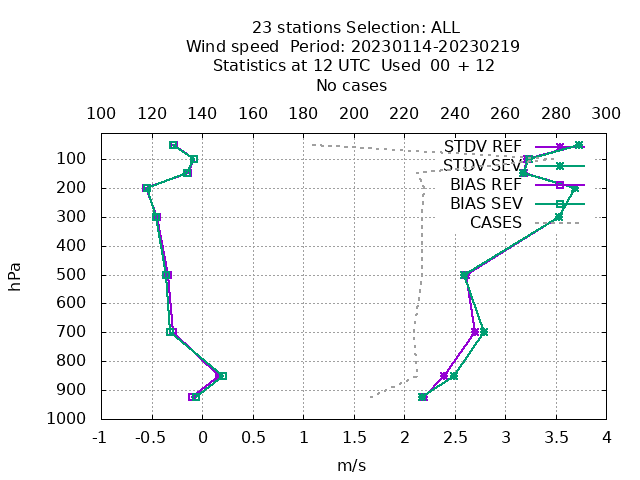 23 stations Selection: ALL
Wind speed  Period: 20230114-20230219
Statistics at 12 UTC  Used  00 + 12
No cases
100 120 140 160 180 200 220 240 260 280 300
STDV REF
STDV SEV
BIAS REF
BIAS SEV
CASES
hPa
100
200
300
400
500
600
700
800
900
1000
-1 -0.5 0 0.5 1 1.5 2 2.5 3 3.5 4
m/s